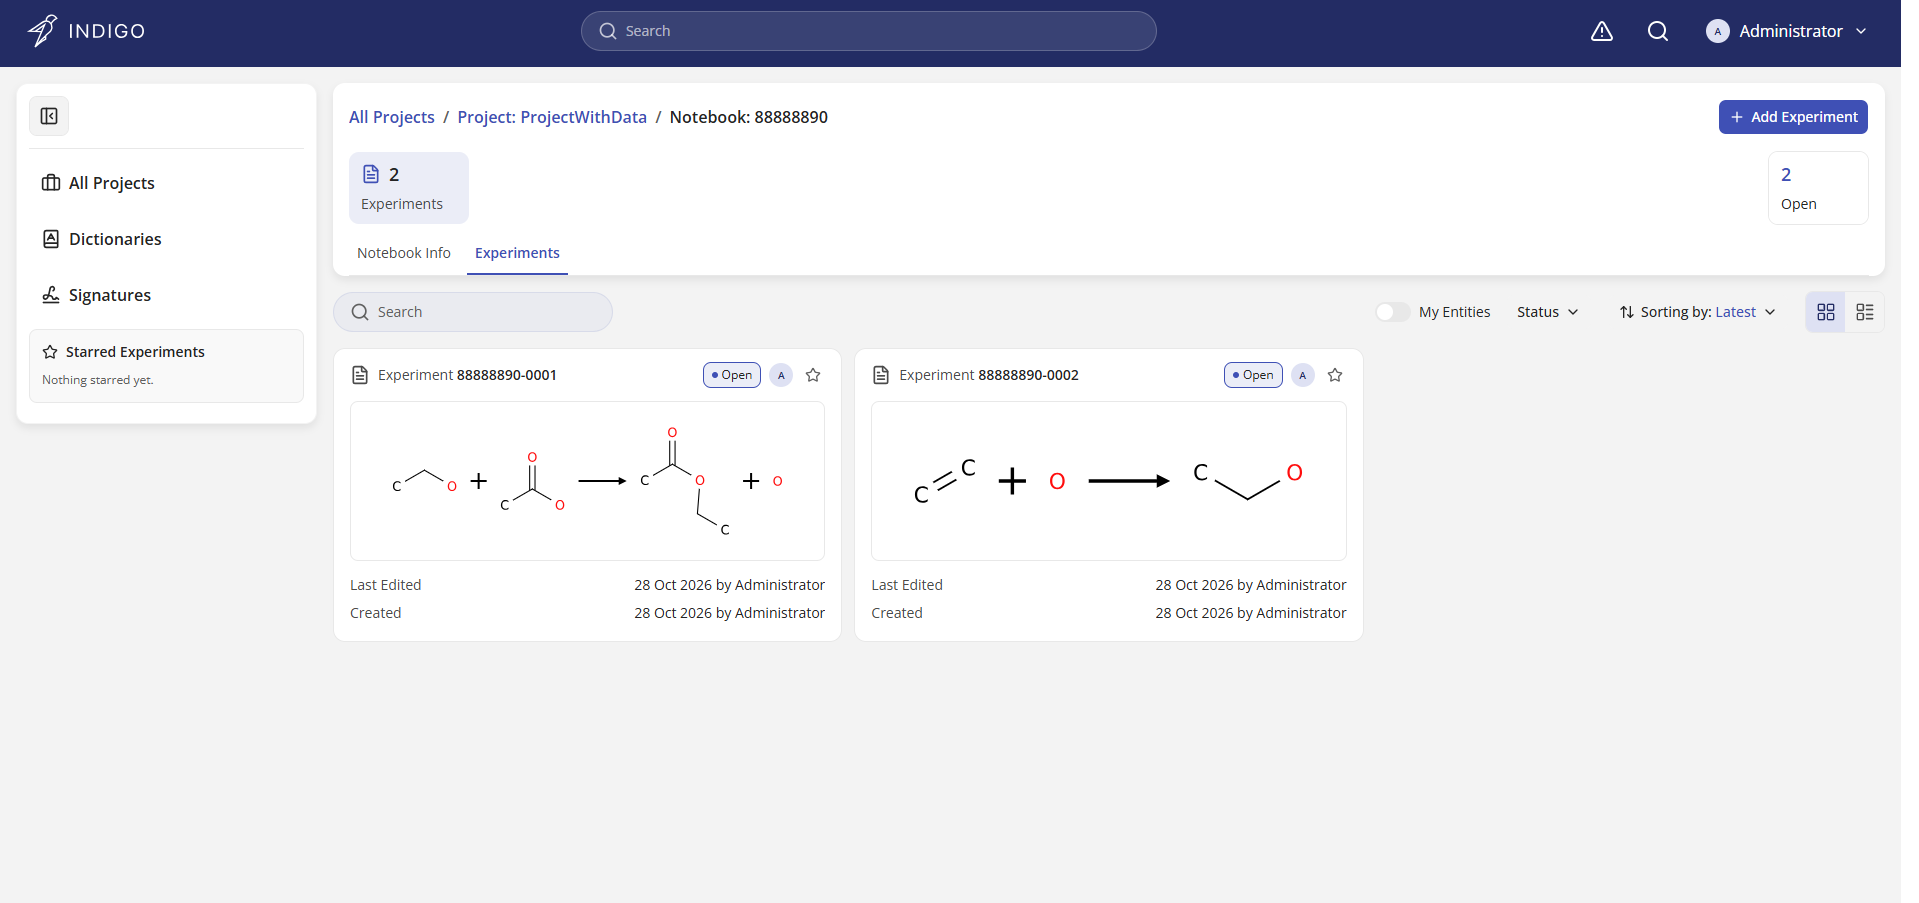 INDIGO
Search
A Administrator
All Projects
Dictionaries
Signatures
Starred Experiments
Nothing starred yet.
All Projects / Project: ProjectWithData / Notebook: 88888890
+ Add Experiment
2
Experiments
2
Open
Notebook Info Experiments
Search
My Entities Status Sorting by: Latest
Experiment 88888890-0001 Open A
O
O
O
C O + C O → C O + O
C
Last Edited 28 Oct 2026 by Administrator
Created 28 Oct 2026 by Administrator
Experiment 88888890-0002 Open A
C C + O → C O
Last Edited 28 Oct 2026 by Administrator
Created 28 Oct 2026 by Administrator